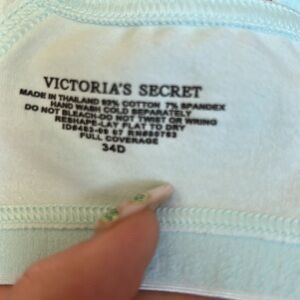 VICTORIA'S SECRET
MADE IN THAILAND 93% COTTON 7% SPANDEX
HAND WASH COLD SEPARATELY
DO NOT BLEACH-DO NOT TWIST OR WRING
RESHAPE-LAY FLAT TO DRY
FULL COVERAGE
34D